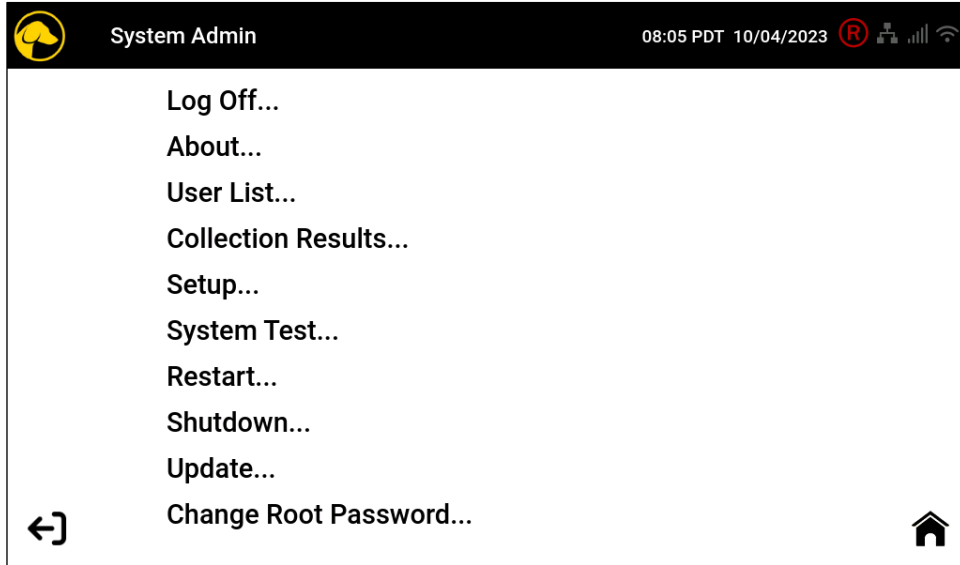 System Admin 08:05 PDT 10/04/2023 R
Log Off...
About...
User List...
Collection Results...
Setup...
System Test...
Restart...
Shutdown...
Update...
Change Root Password...